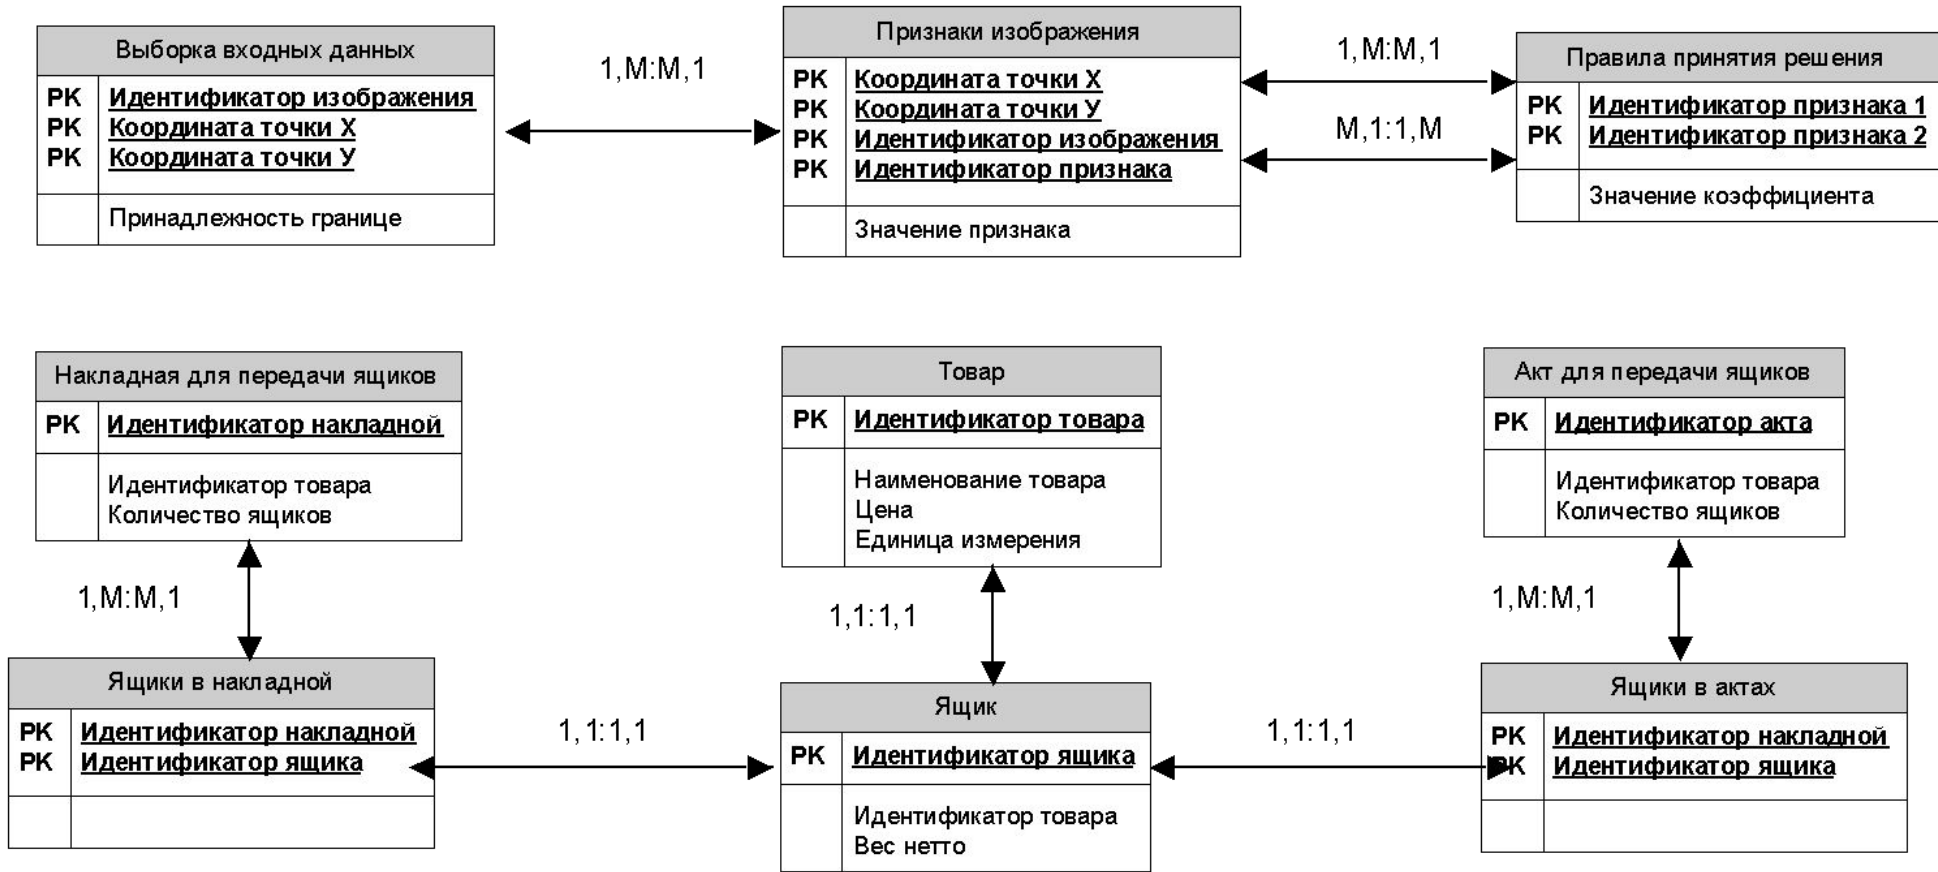 Выборка входных данных
PK Идентификатор изображения
PK Координата точки X
PK Координата точки У
Принадлежность границе
1,M:M,1
Признаки изображения
PK Координата точки X
PK Координата точки У
PK Идентификатор изображения
PK Идентификатор признака
Значение признака
1,M:M,1
M,1:1,M
Правила принятия решения
PK Идентификатор признака 1
PK Идентификатор признака 2
Значение коэффициента
Накладная для передачи ящиков
PK Идентификатор накладной
Идентификатор товара
Количество ящиков
Товар
PK Идентификатор товара
Наименование товара
Цена
Единица измерения
Акт для передачи ящиков
PK Идентификатор акта
Идентификатор товара
Количество ящиков
1,M:M,1
1,1:1,1
1,M:M,1
Ящики в накладной
PK Идентификатор накладной
PK Идентификатор ящика
1,1:1,1
Ящик
PK Идентификатор ящика
Идентификатор товара
Вес нетто
1,1:1,1
Ящики в актах
PK Идентификатор накладной
PK Идентификатор ящика